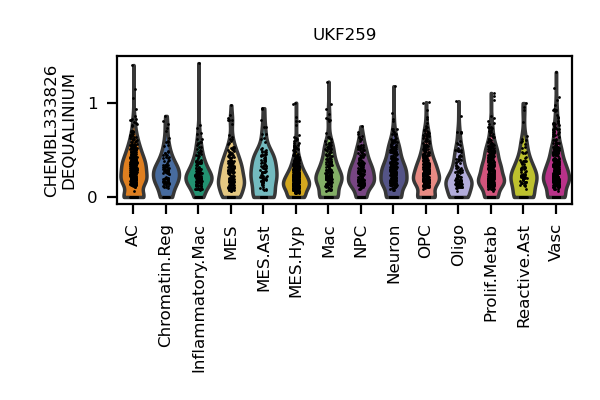 UKF259
CHEMBL333826
DEQUALINIUM
1
0
AC
Chromatin.Reg
Inflammatory.Mac
MES
MES.Ast
MES.Hyp
Mac
NPC
Neuron
OPC
Oligo
Prolif.Metab
Reactive.Ast
Vasc